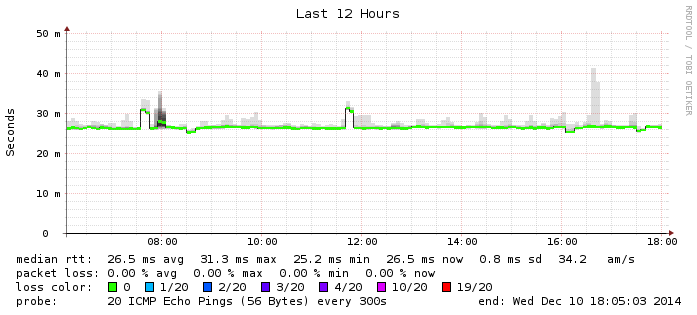 Last 12 Hours
RRDTOOL / TOBI OETIKER
Seconds
50 m
40 m
30 m
20 m
10 m
0
08:00 10:00 12:00 14:00 16:00 18:00
median rtt: 26.5 ms avg 31.3 ms max 25.2 ms min 26.5 ms now 0.8 ms sd 34.2 am/s
packet loss: 0.00 % avg 0.00 % max 0.00 % min 0.00 % now
loss color: 0 1/20 2/20 3/20 4/20 10/20 19/20
probe: 20 ICMP Echo Pings (56 Bytes) every 300s end: Wed Dec 10 18:05:03 2014